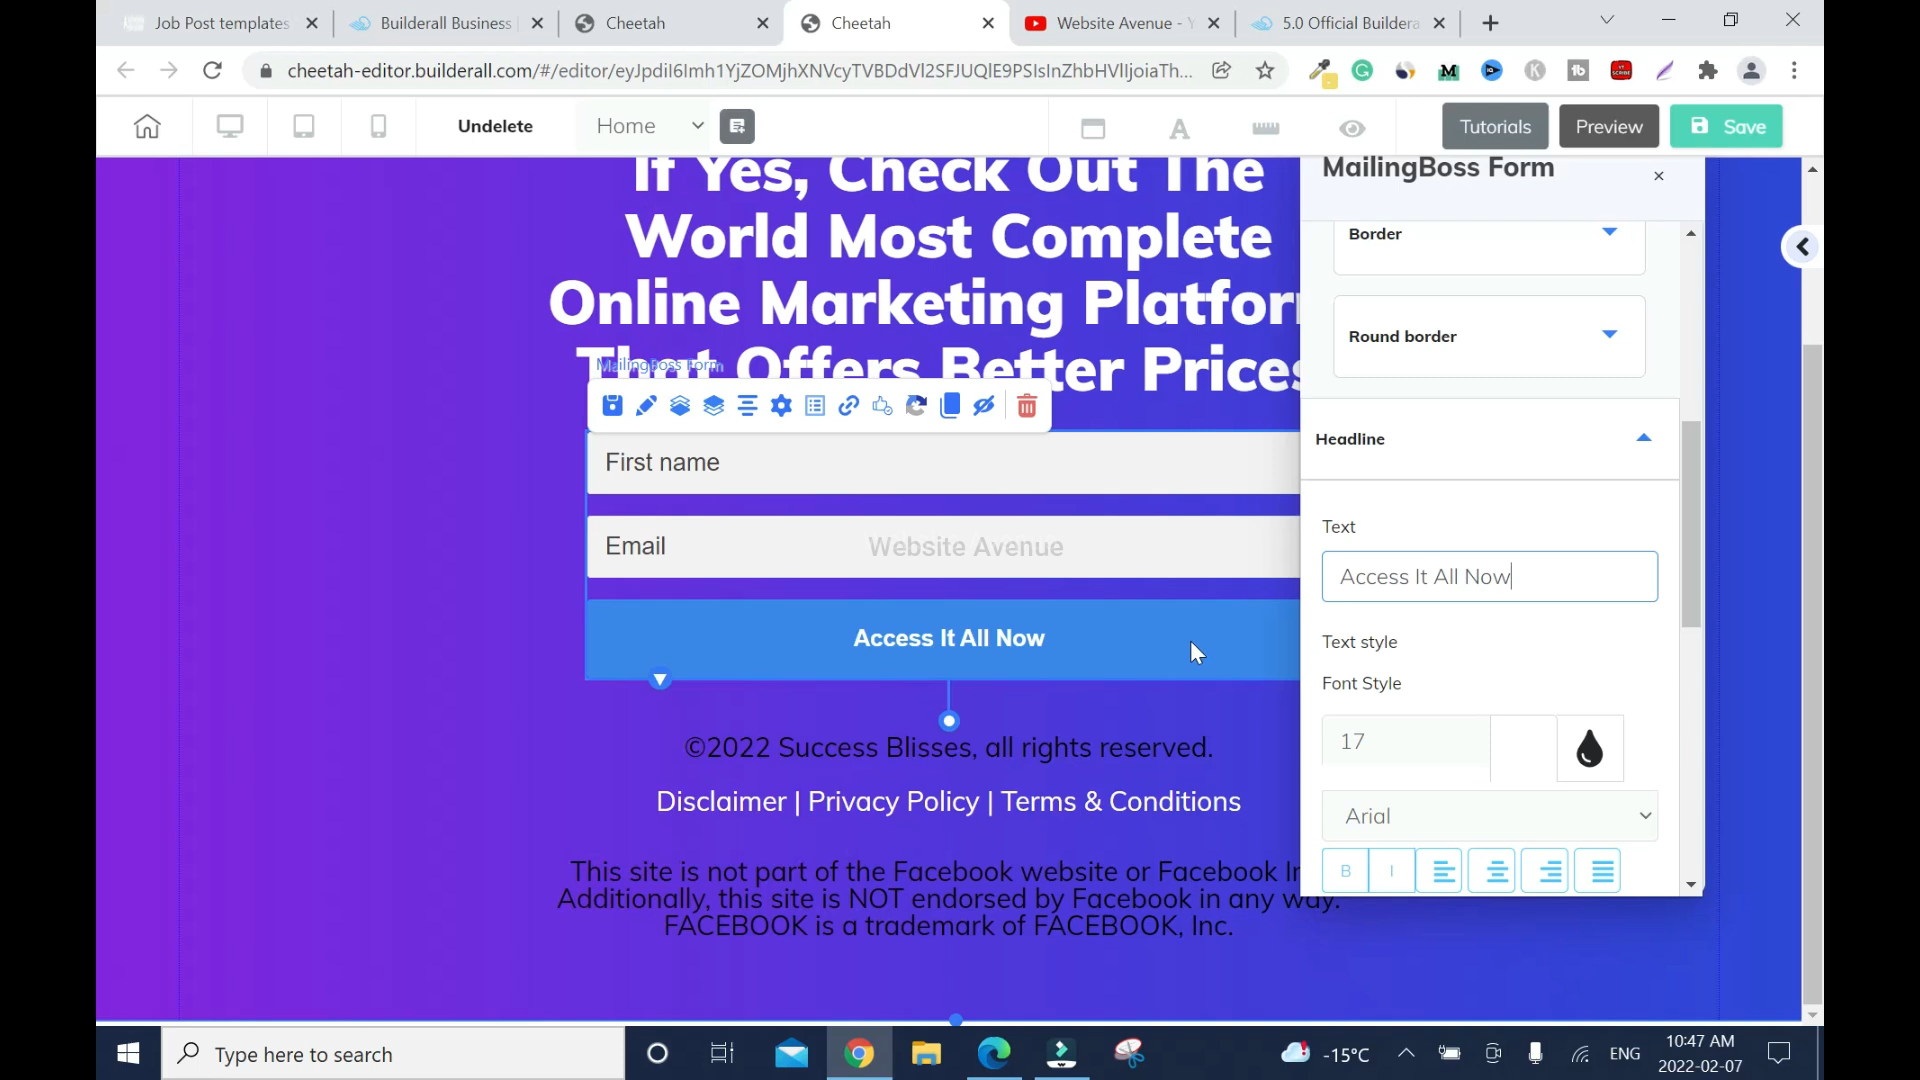 Job Post templates
Builderall Business
Cheetah
Cheetah
Website Avenue - Y
5.0 Official Buildera
cheetah-editor.builderall.com/#/editor/eyJpdiI6Imh1YjZOMjhXNVcyTVBDdVl2SFJUQlE9PSIsInZhbHVlIjoiaTh...
Undelete
Home
Tutorials
Preview
Save
If Yes, Check Out The
World Most Complete
Online Marketing Platfor
That Offers Better Prices
MailingBoss Form
First name
Email
Website Avenue
Access It All Now
©2022 Success Blisses, all rights reserved.
Disclaimer | Privacy Policy | Terms & Conditions
This site is not part of the Facebook website or Facebook In
Additionally, this site is NOT endorsed by Facebook in any way.
FACEBOOK is a trademark of FACEBOOK, Inc.
MailingBoss Form
Border
Round border
Headline
Text
Access It All Now
Text style
Font Style
17
Arial
B
I
Type here to search
-15°C
ENG
10:47 AM
2022-02-07